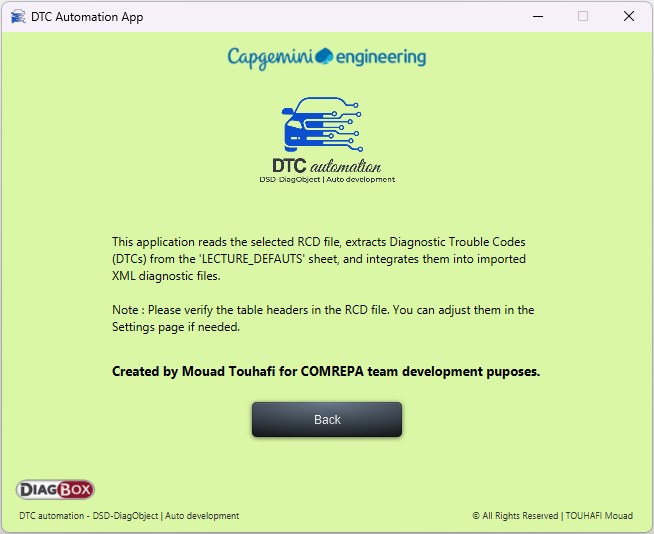 DTC Automation App
Capgemini engineering
DTC automation
DSD-DiagObject | Auto development
This application reads the selected RCD file, extracts Diagnostic Trouble Codes
(DTCs) from the 'LECTURE_DEFAUTS' sheet, and integrates them into imported
XML diagnostic files.
Note : Please verify the table headers in the RCD file. You can adjust them in the
Settings page if needed.
Created by Mouad Touhafi for COMREPA team development puposes.
Back
DIAGBOX
DTC automation - DSD-DiagObject | Auto development
© All Rights Reserved | TOUHAFI Mouad